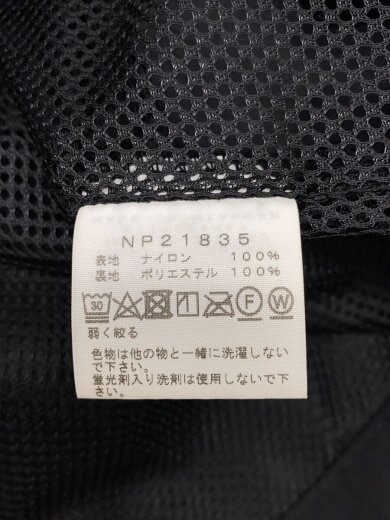 NP21835
表地 ナイロン 100%
裏地 ポリエステル 100%
30 F W
弱く絞る
色物は他の物と一緒に洗濯しない
で下さい。
蛍光剤入り洗剤は使用しないで下
さい。